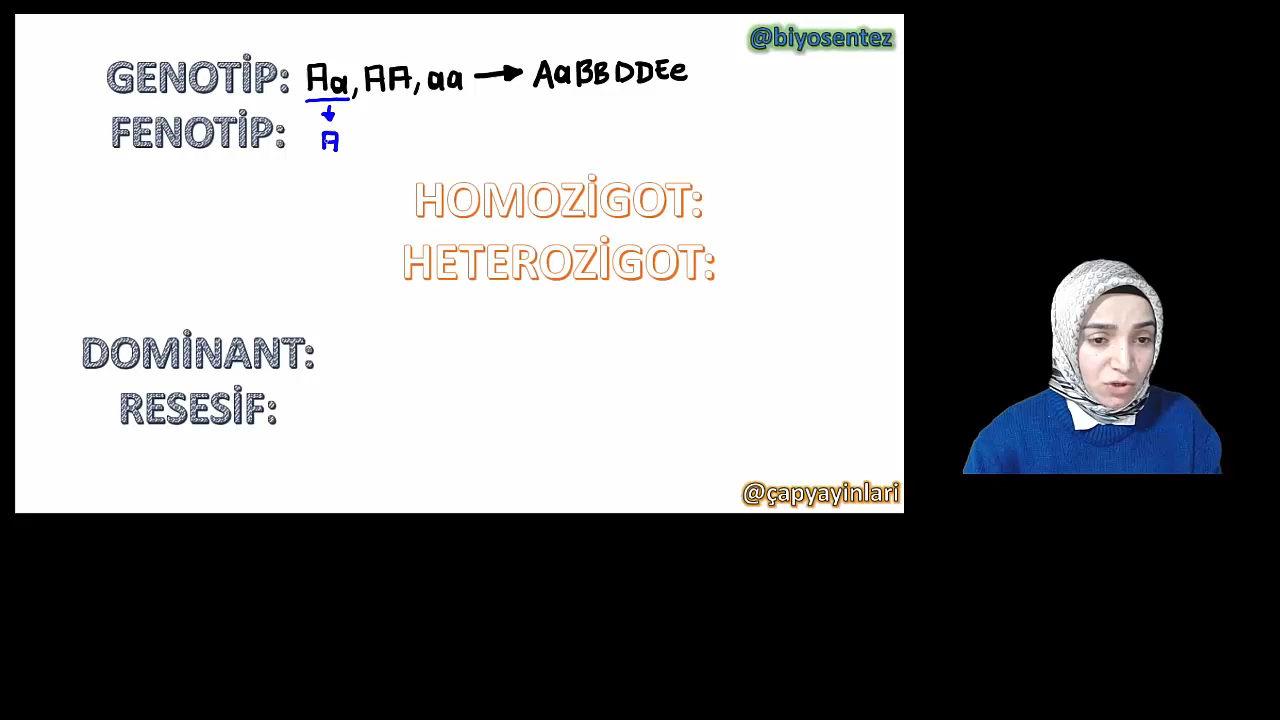 @biyosentez
GENOTİP: Aa, AA, aa → AaBBDDEe
FENOTİP: A
HOMOZİGOT:
HETEROZİGOT:
DOMİNANT:
RESESİF:
@çapyayinlari